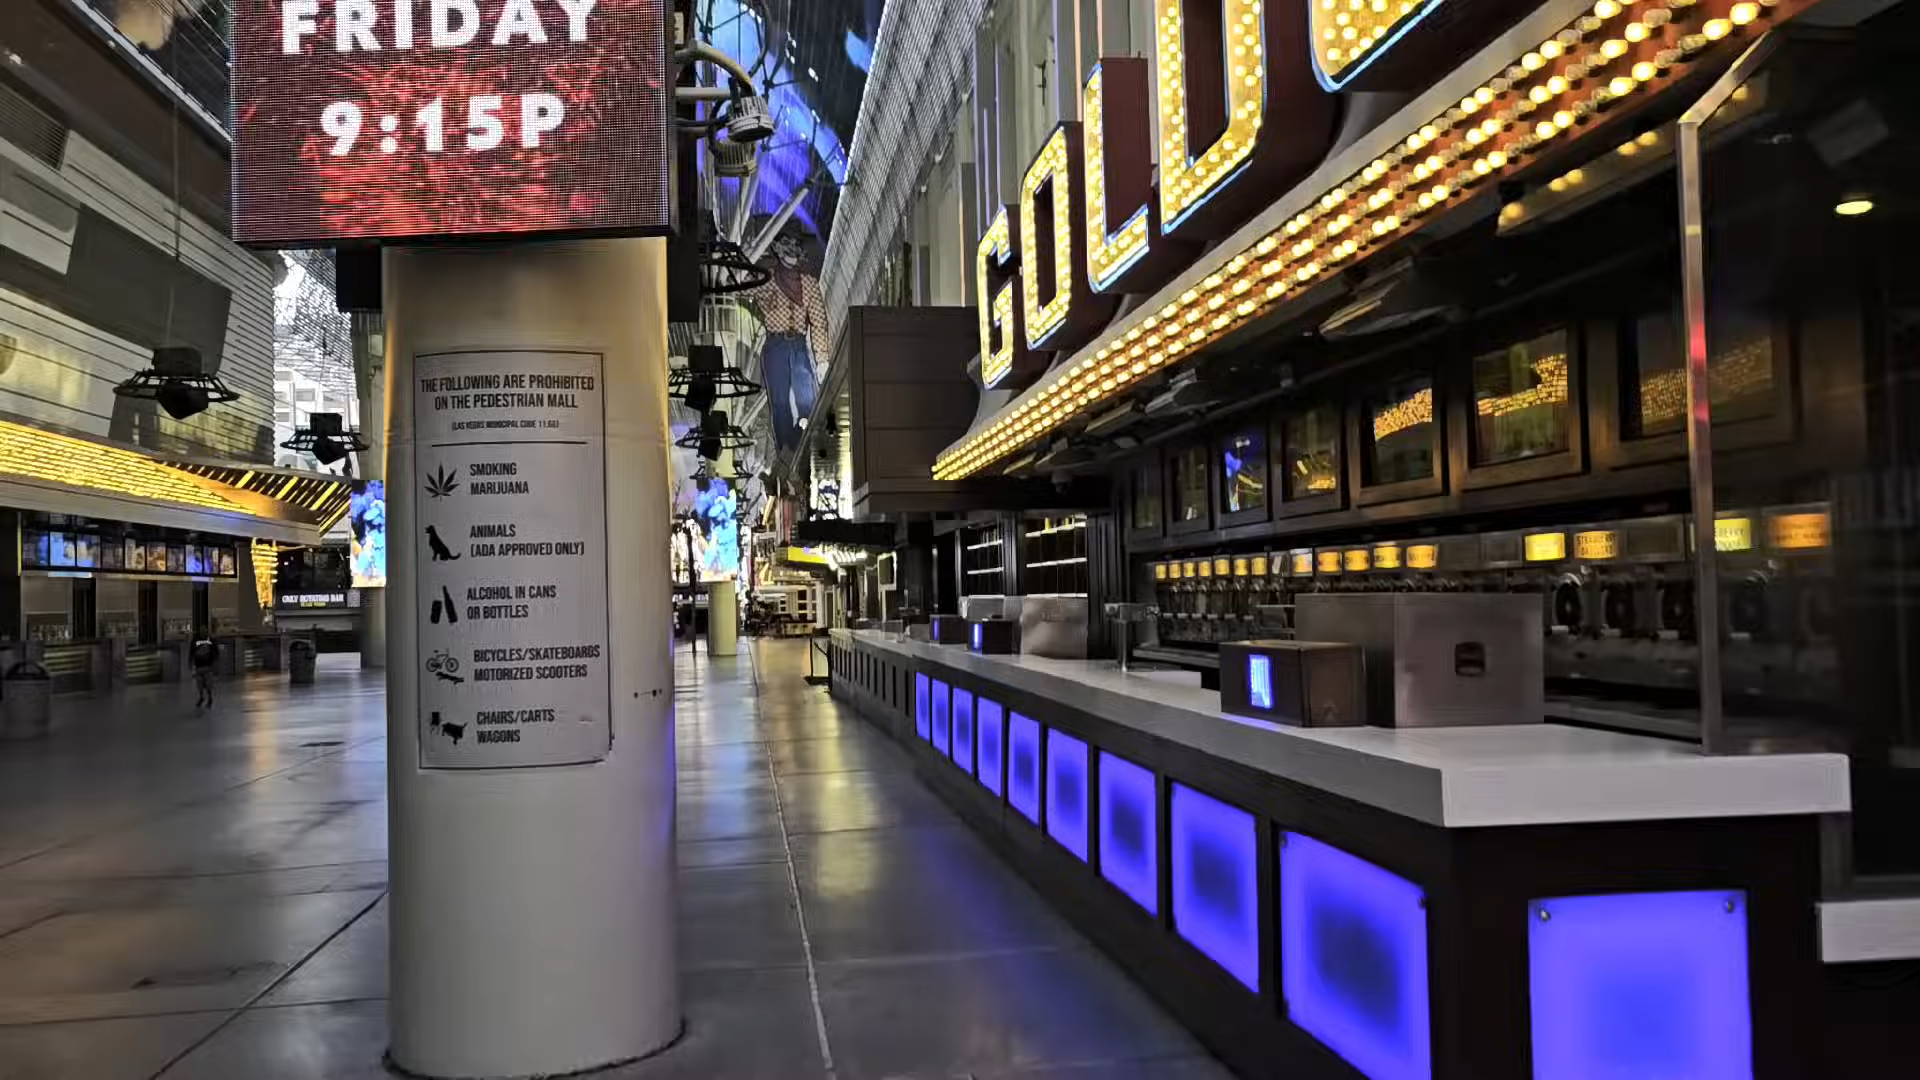 FRIDAY
9:15P
THE FOLLOWING ARE PROHIBITED
ON THE PEDESTRIAN MALL
(LAS VEGAS MUNICIPAL CODE 11.68)
SMOKING
MARIJUANA
ANIMALS
(ADA APPROVED ONLY)
ALCOHOL IN CANS
OR BOTTLES
BICYCLES/SKATEBOARDS
MOTORIZED SCOOTERS
CHAIRS/CARTS
WAGONS
GOLD